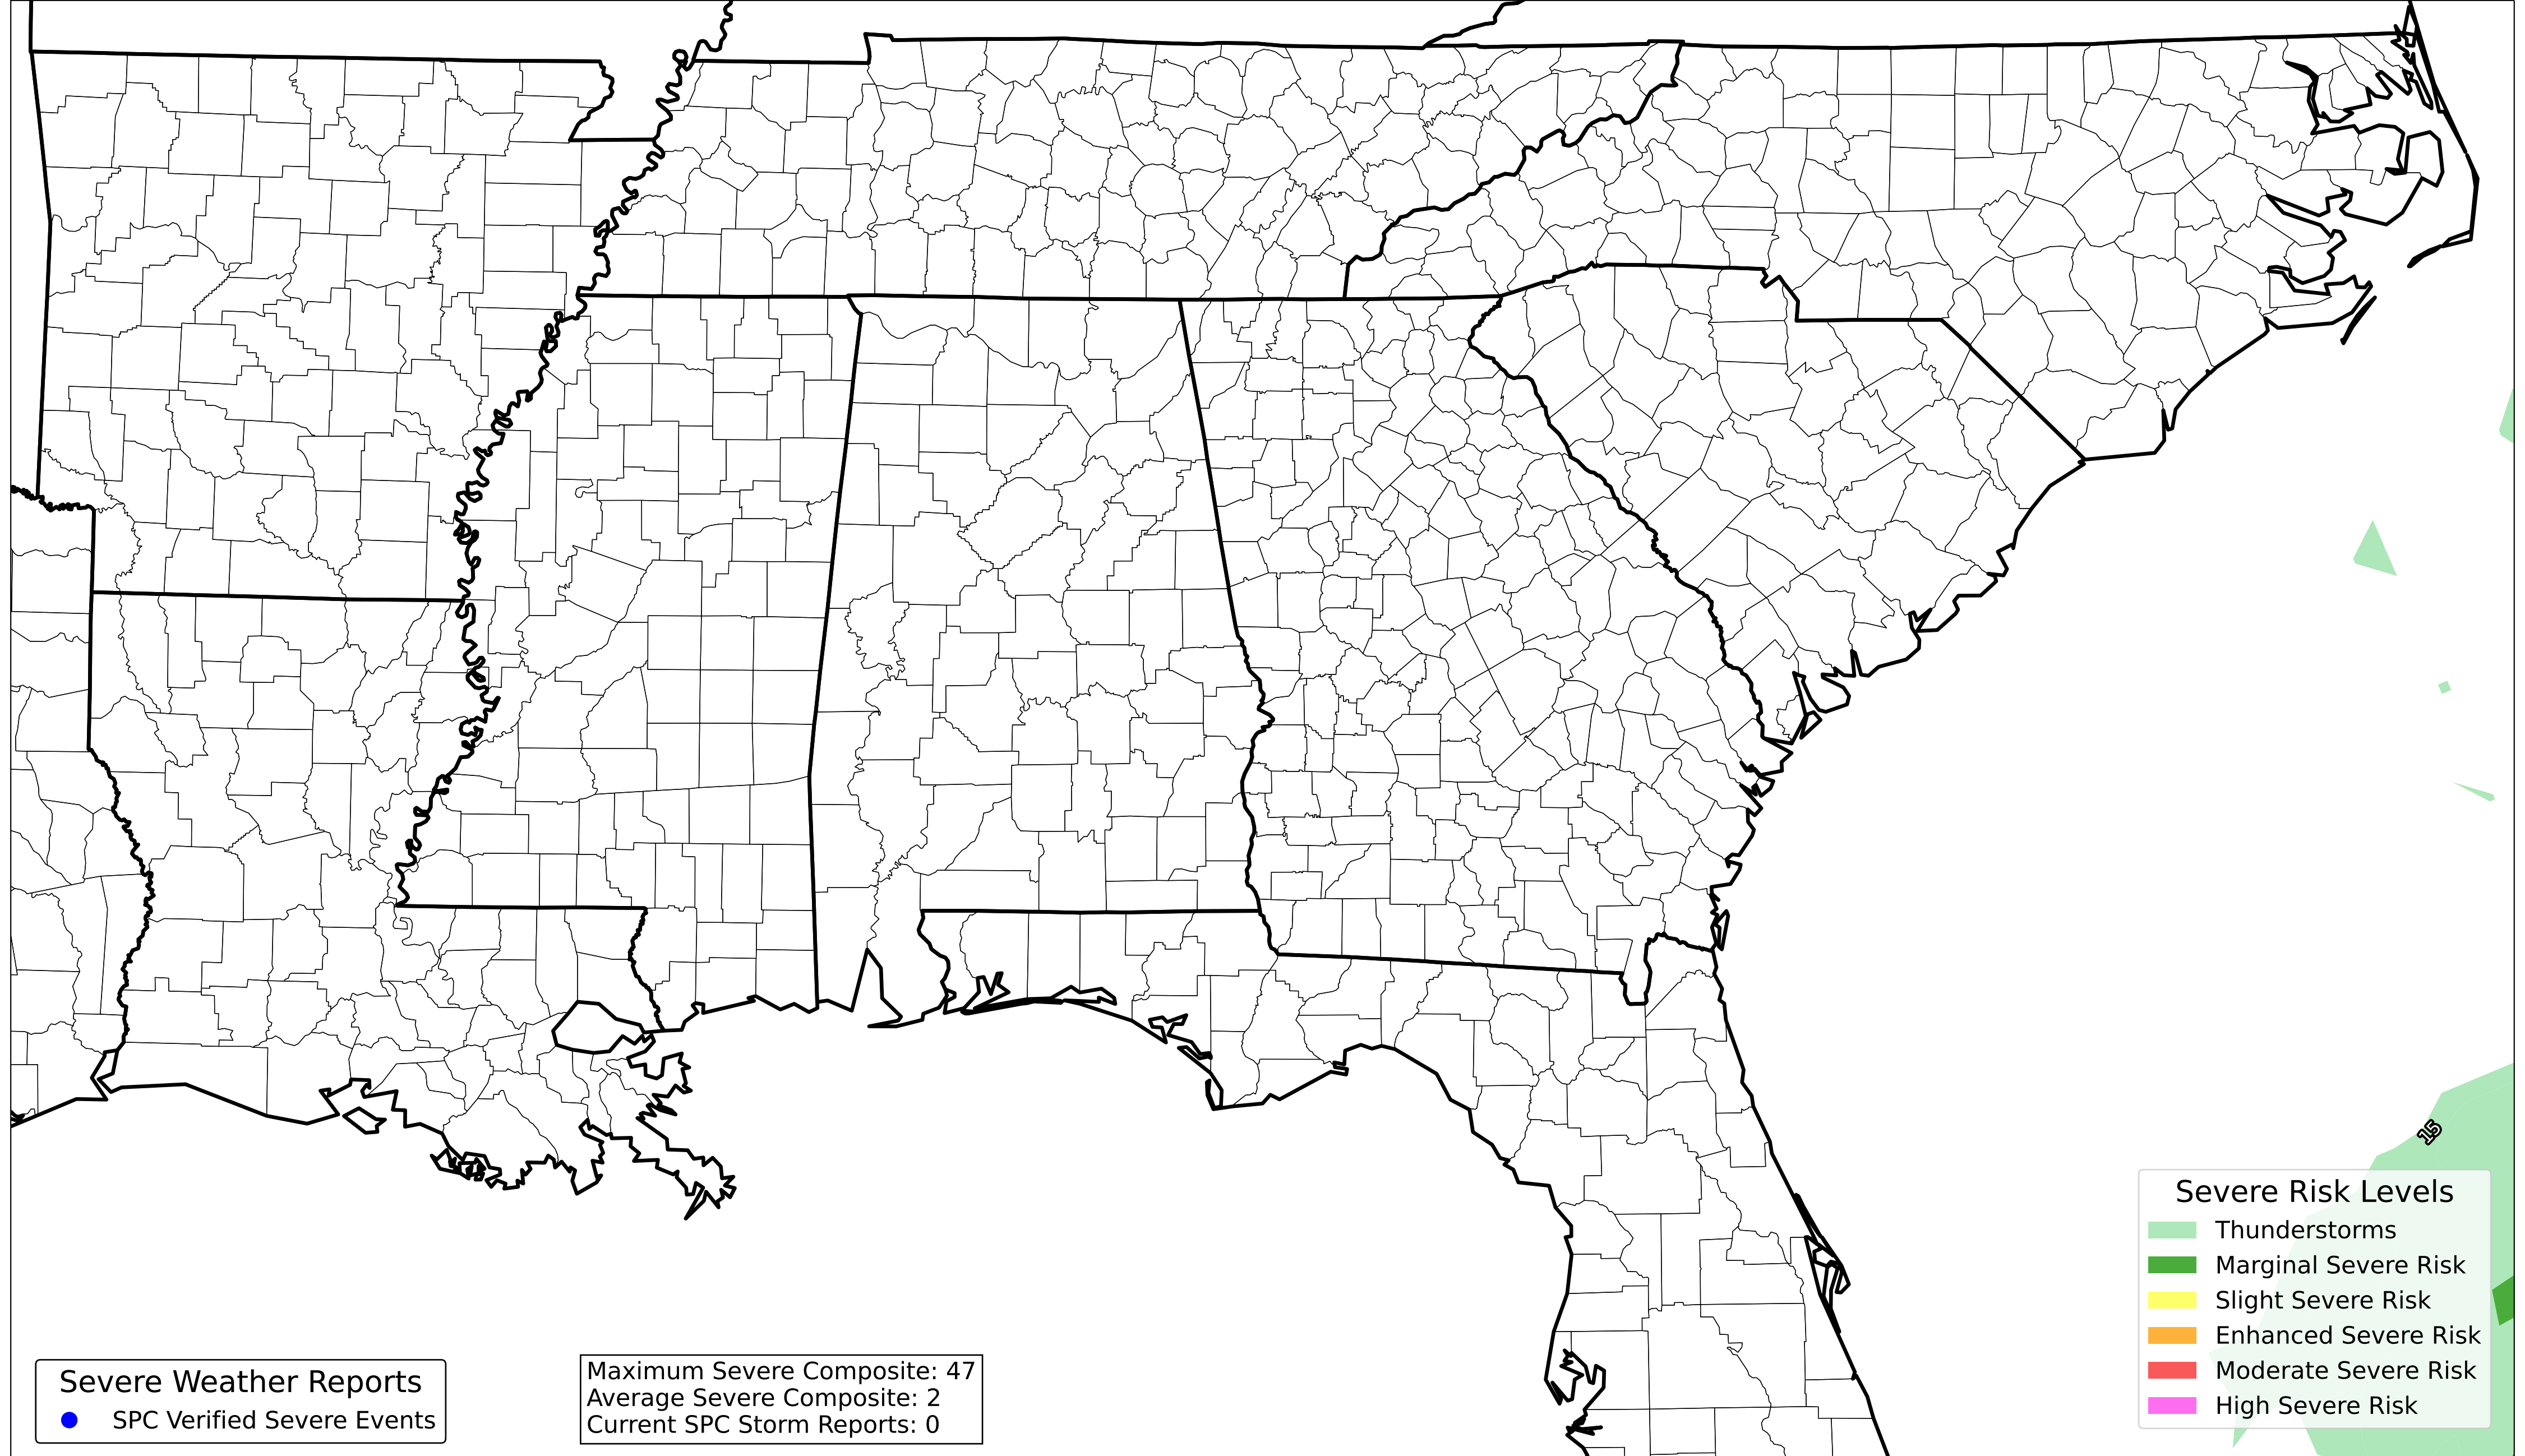 15
Severe Risk Levels
Thunderstorms
Marginal Severe Risk
Slight Severe Risk
Enhanced Severe Risk
Moderate Severe Risk
High Severe Risk
Severe Weather Reports
SPC Verified Severe Events
Maximum Severe Composite: 47
Average Severe Composite: 2
Current SPC Storm Reports: 0